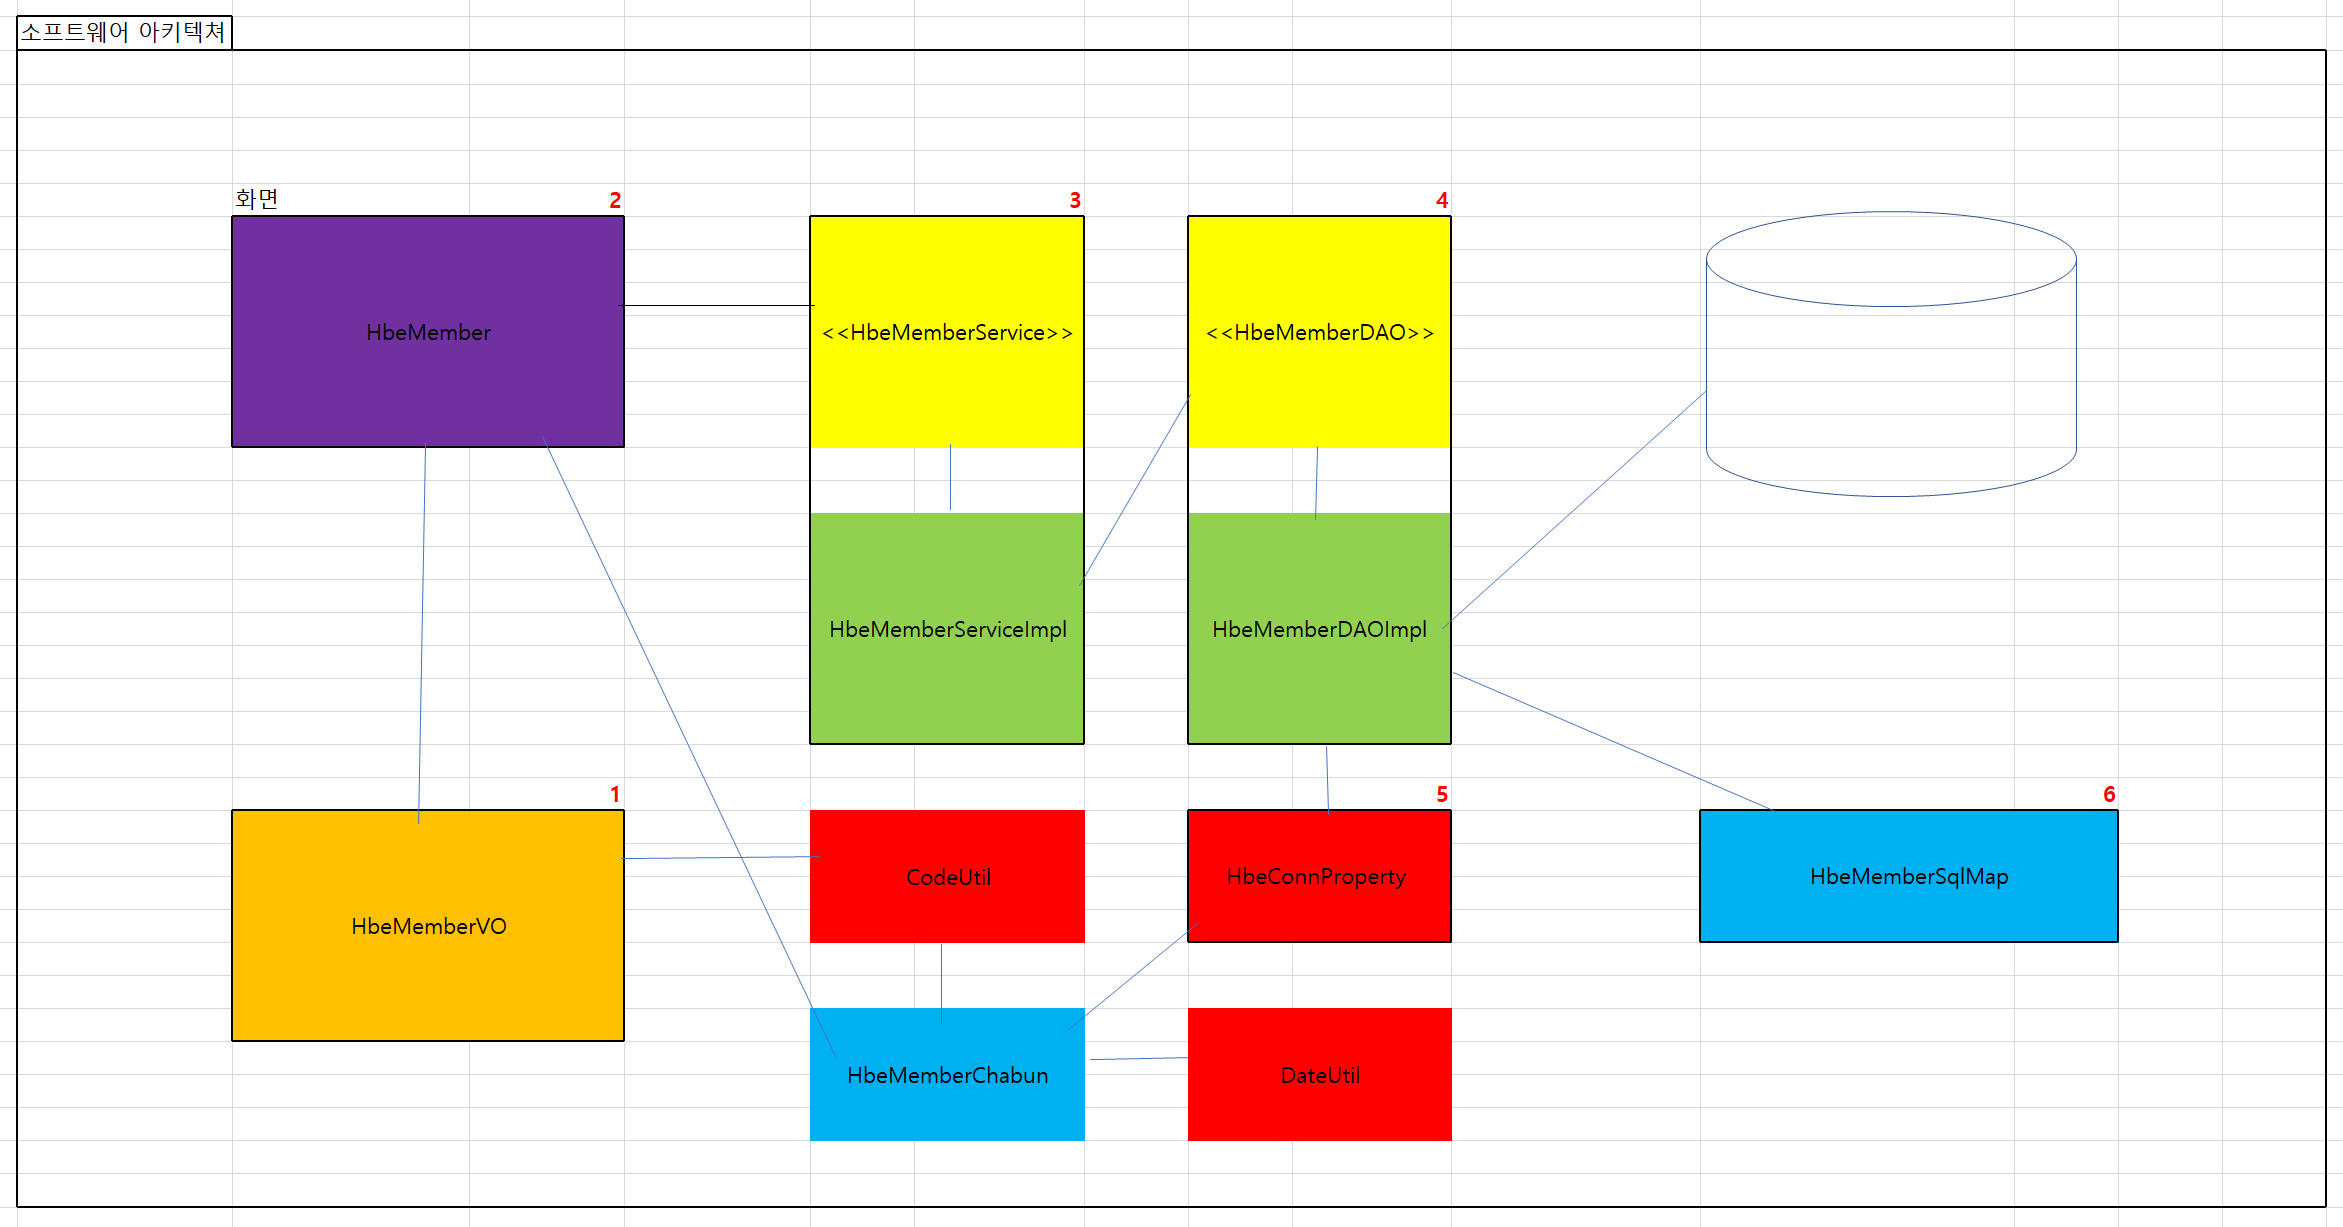 소프트웨어 아키텍쳐
화면 2 3 4
HbeMember <<HbeMemberService>> <<HbeMemberDAO>>
HbeMemberServiceImpl HbeMemberDAOImpl
1 5 6
CodeUtil HbeConnProperty HbeMemberSqlMap
HbeMemberVO
HbeMemberChabun DateUtil